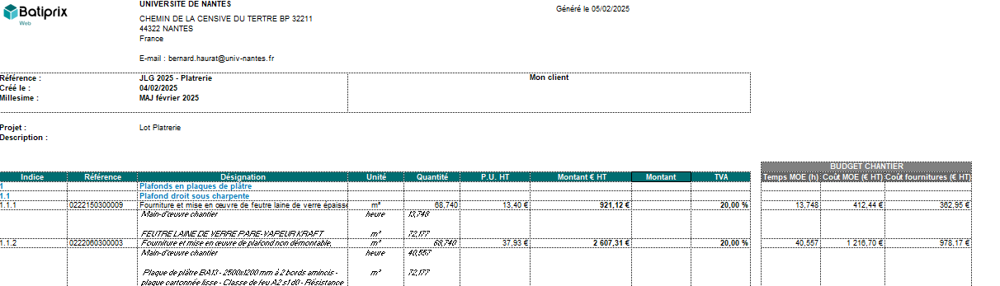 Batiprix
Web
UNIVERSITE DE NANTES
CHEMIN DE LA CENSIVE DU TERTRE BP 32211
44322 NANTES
France
E-mail : bernard.haurat@univ-nantes.fr
Généré le 05/02/2025
Référence : JLG 2025 - Platrerie
Créé le : 04/02/2025
Millesime : MAJ février 2025
Mon client
Projet : Lot Platrerie
Description :
BUDGET CHANTIER
Indice Référence Désignation Unité Quantité P.U. HT Montant € HT Montant TVA Temps MOE (h) Coût MOE (€ HT) Coût fournitures (€ HT)
1 Plafonds en plaques de plâtre
1.1 Plafond droit sous charpente
1.1.1 0222150300009 Fourniture et mise en œuvre de feutre laine de verre épaisse m² 68,740 13,40 € 921,12 € 20,00 % 13,748 412,44 € 362,95 €
Main-d'œuvre chantier heure 13,748
FEUTRE LAINE DE VERRE PARE-VAPEUR KRAFT m² 72,177
1.1.2 0222060300003 Fourniture et mise en œuvre de plafond non démontable, m² 68,740 37,93 € 2 607,31 € 20,00 % 40,557 1 216,70 € 978,17 €
Main-d'œuvre chantier heure 40,557
Plaque de plâtre BA13 - 2500x1200 mm à 2 bords amincis - m² 72,177
plaque cartonnée lisse - Classe de feu A2 s1 d0 - Résistance